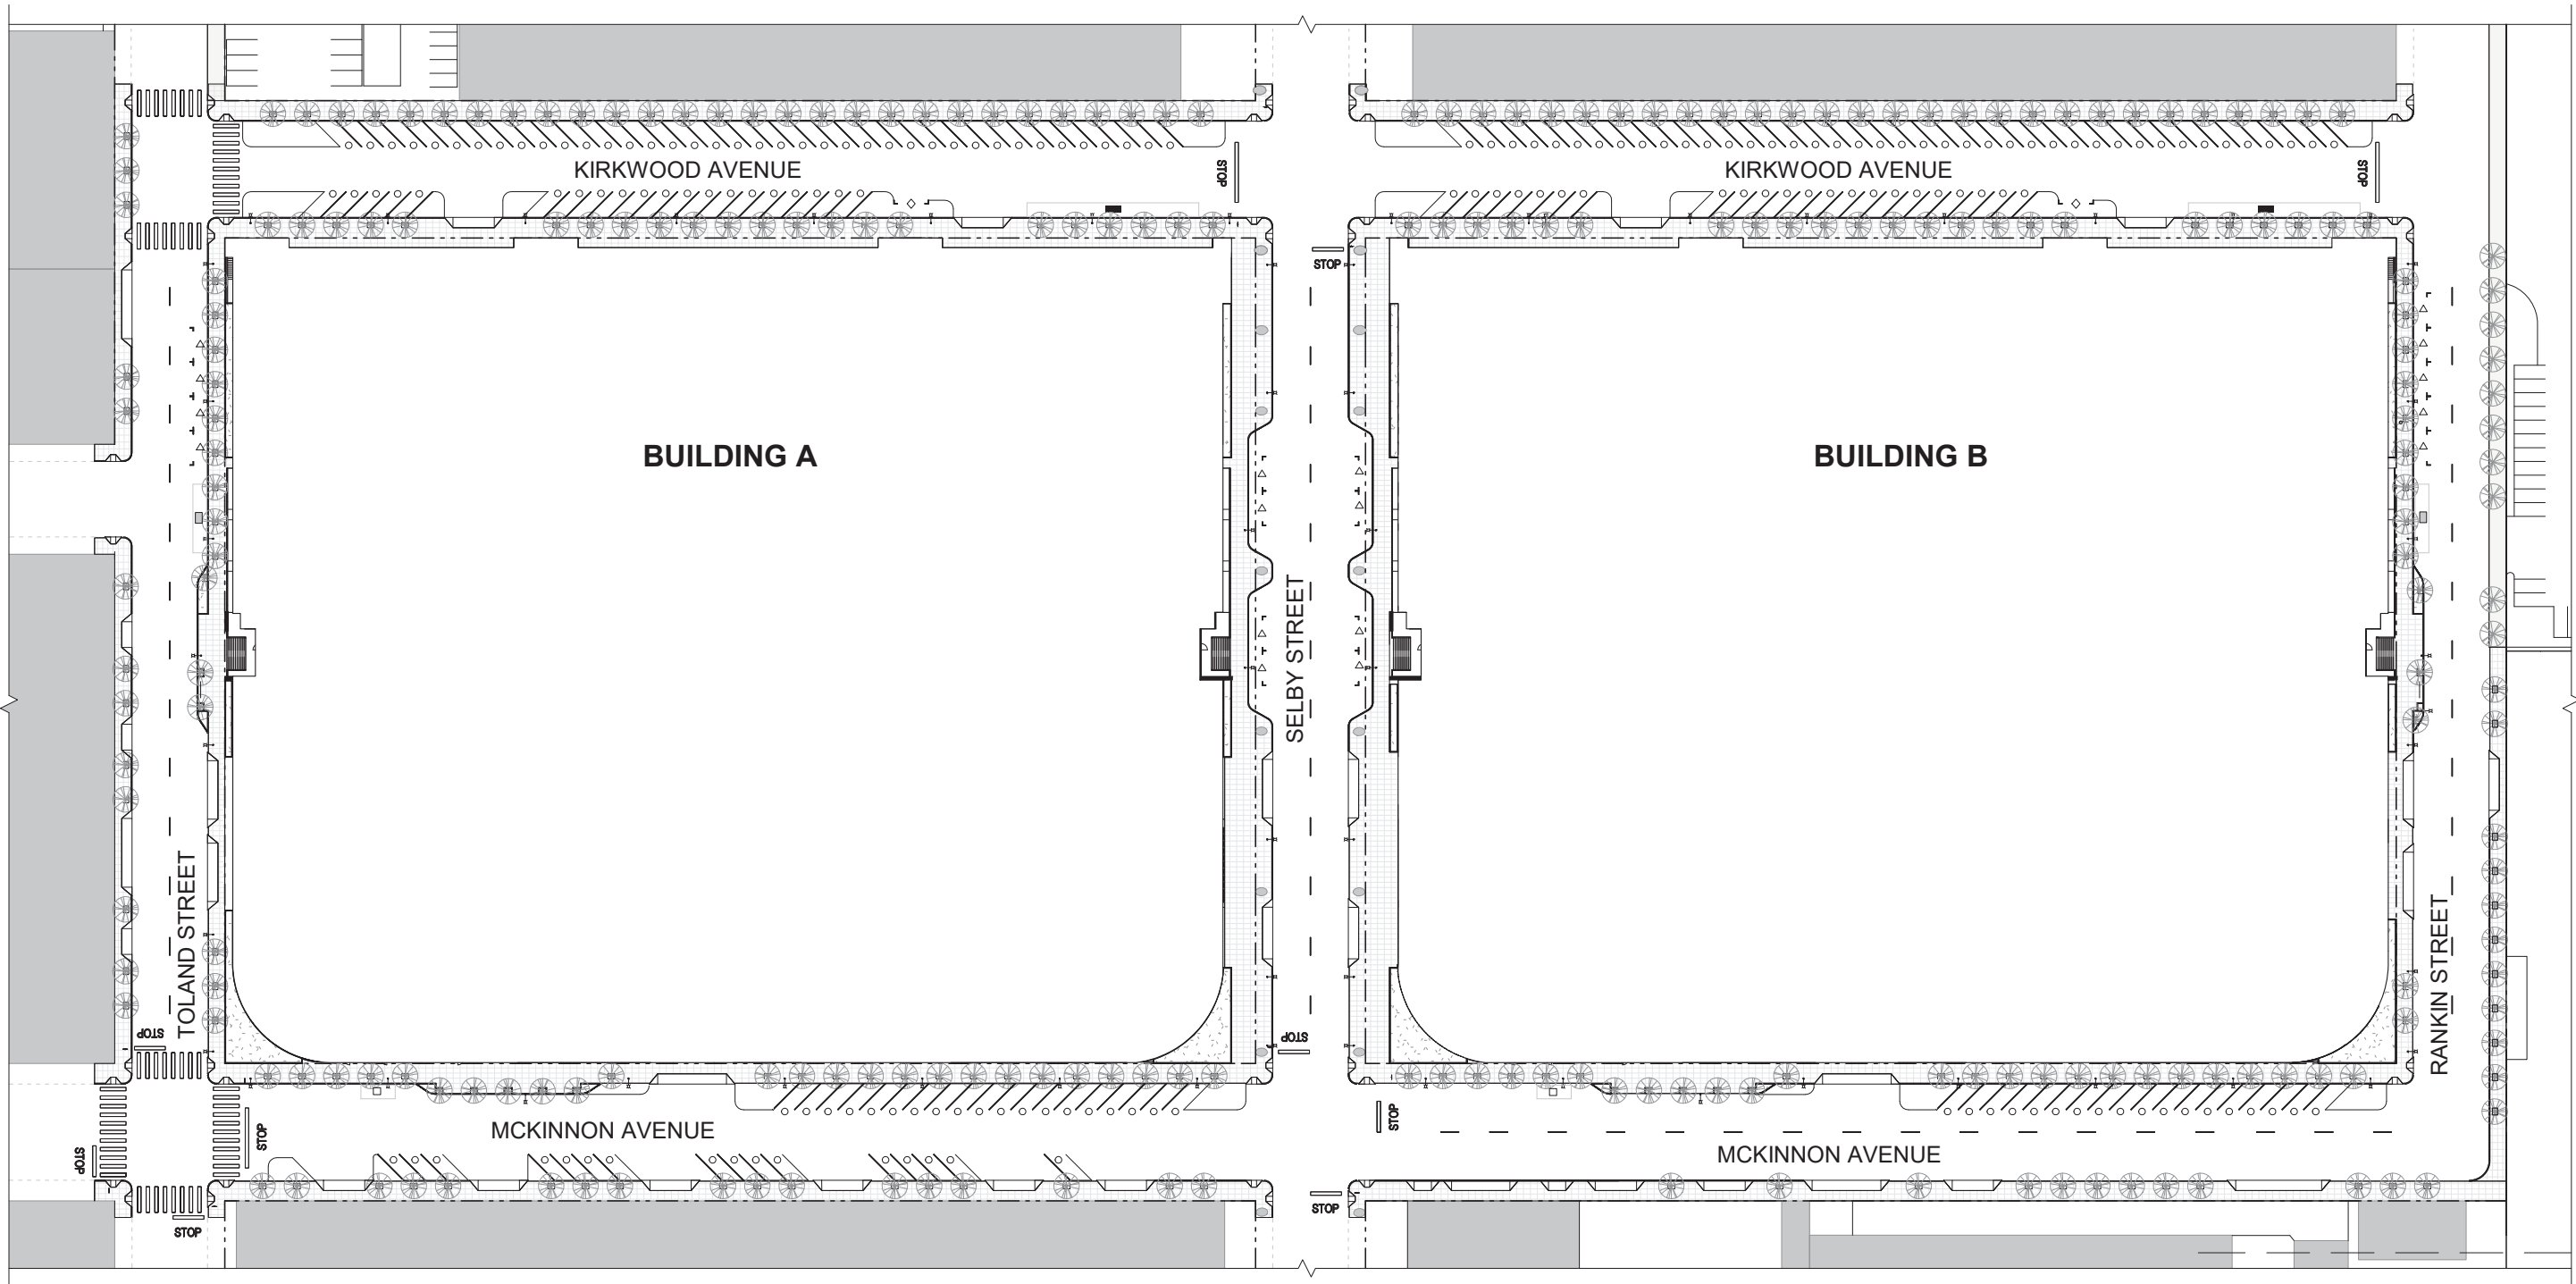 KIRKWOOD AVENUE
STOP
KIRKWOOD AVENUE
STOP
STOP
BUILDING A
BUILDING B
SELBY STREET
TOLAND STREET
RANKIN STREET
STOP
STOP
STOP
STOP
STOP
MCKINNON AVENUE
MCKINNON AVENUE
STOP
STOP